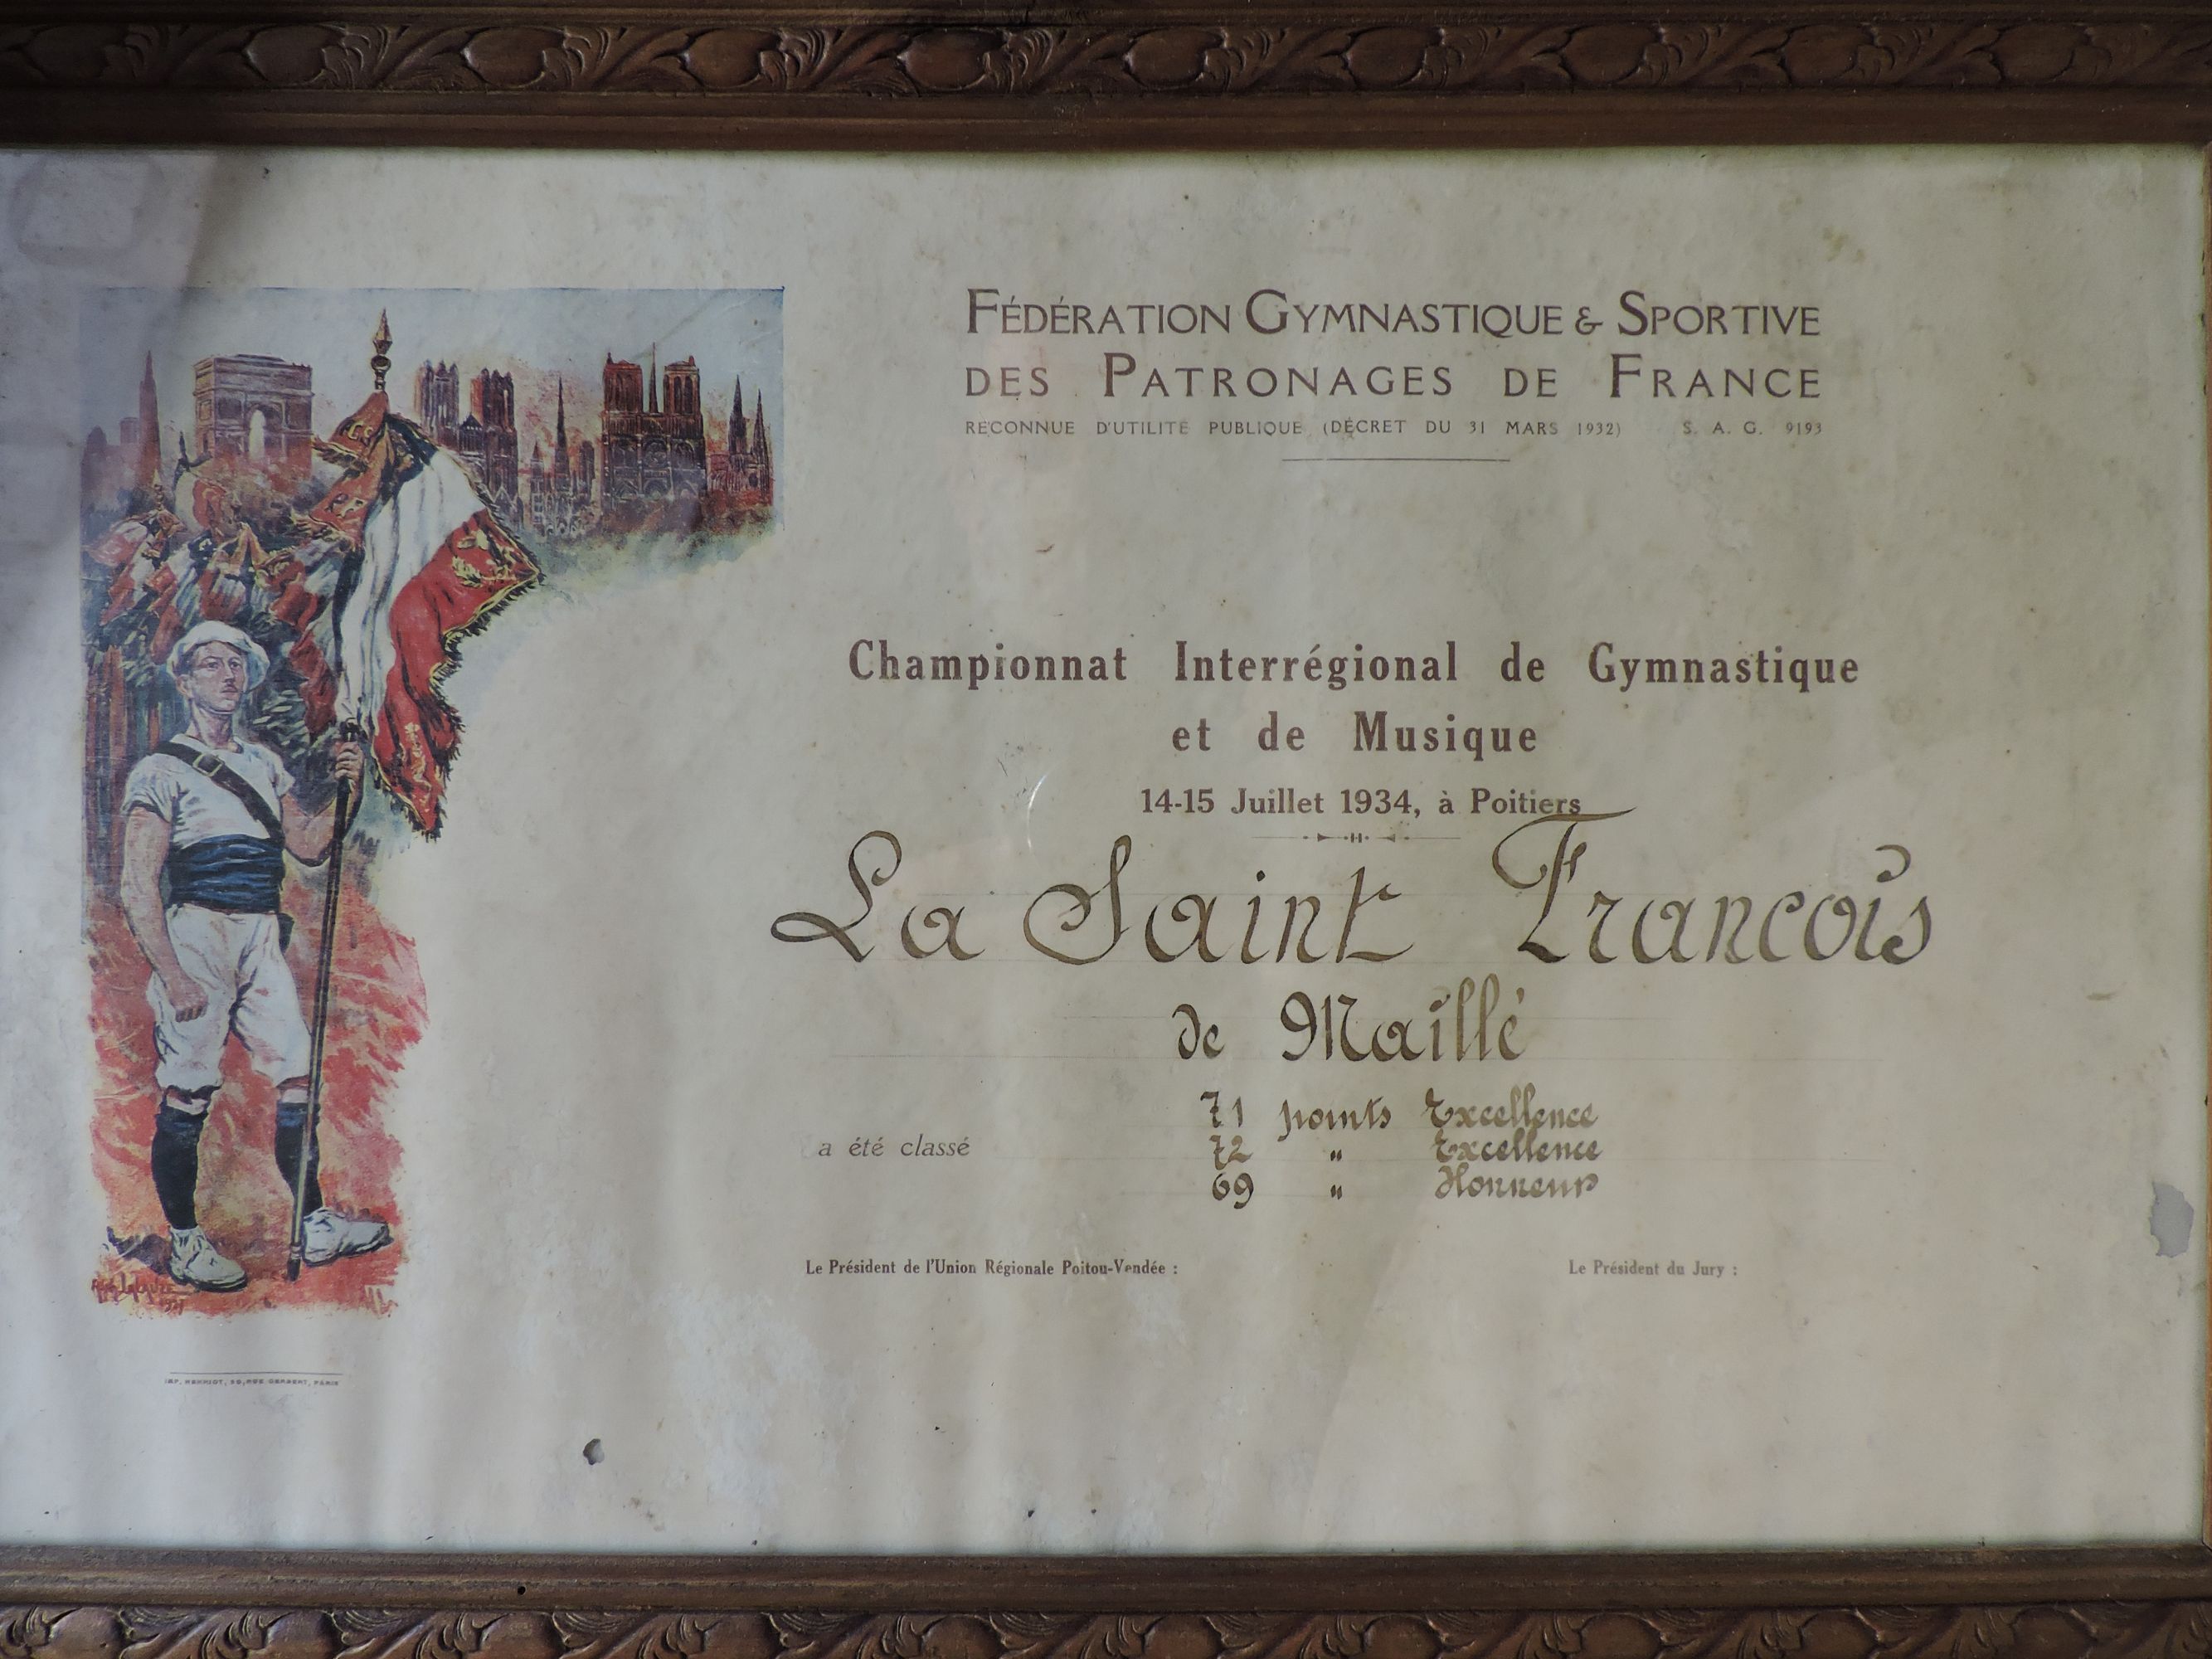 FÉDÉRATION GYMNASTIQUE & SPORTIVE
DES PATRONAGES DE FRANCE
RECONNUE D'UTILITÉ PUBLIQUE (DÉCRET DU 31 MARS 1932) S. A. G. 9193
Championnat Interrégional de Gymnastique
et de Musique
14-15 Juillet 1934, à Poitiers
La Saint François
de Maillé
71 points Excellence
a été classé 72 " Excellence
69 " Honneur
Le Président de l'Union Régionale Poitou-Vendée :
Le Président du Jury :